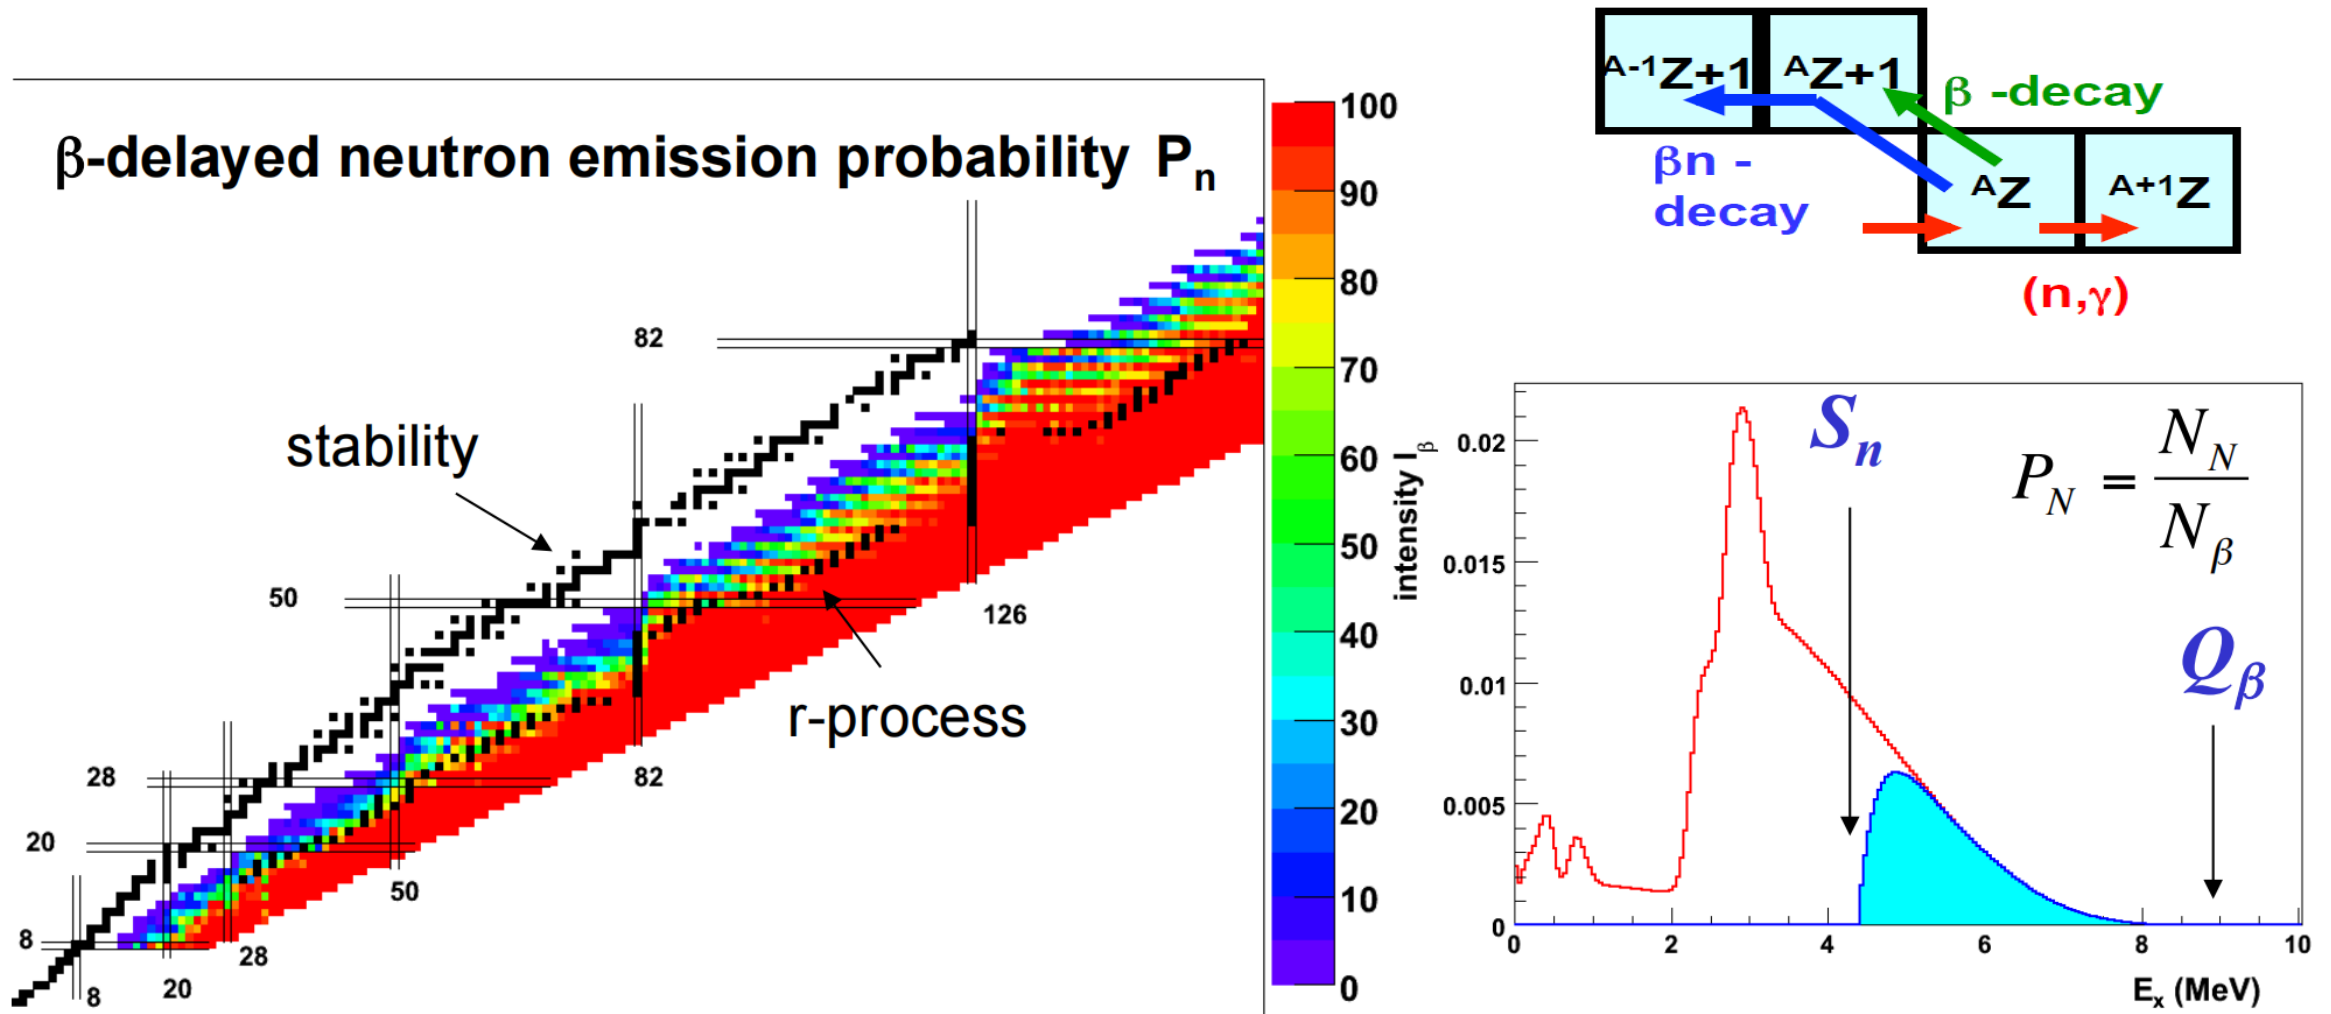 β-delayed neutron emission probability Pn
stability
r-process
82
50
28
20
8
8
20
28
50
82
126
100
90
80
70
60
50
40
30
20
10
0
A-1Z+1
AZ+1
β -decay
βn -
decay
AZ
A+1Z
(n,γ)
intensity Iβ
0.02
0.015
0.01
0.005
0
0 2 4 6 8 10
Ex (MeV)
Sn
PN = NN / Nβ
Qβ